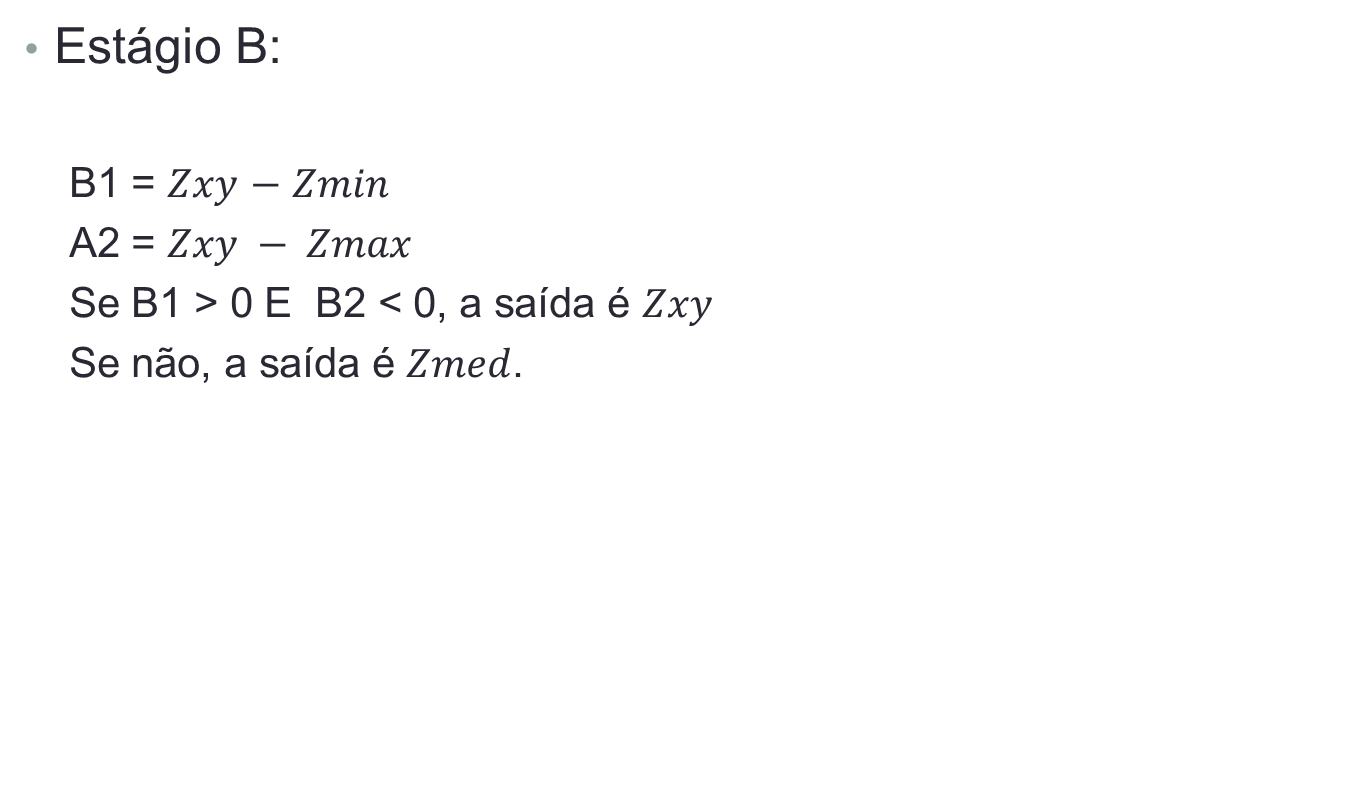 • Estágio B:
B1 = Zxy − Zmin
A2 = Zxy − Zmax
Se B1 > 0 E B2 < 0, a saída é Zxy
Se não, a saída é Zmed.